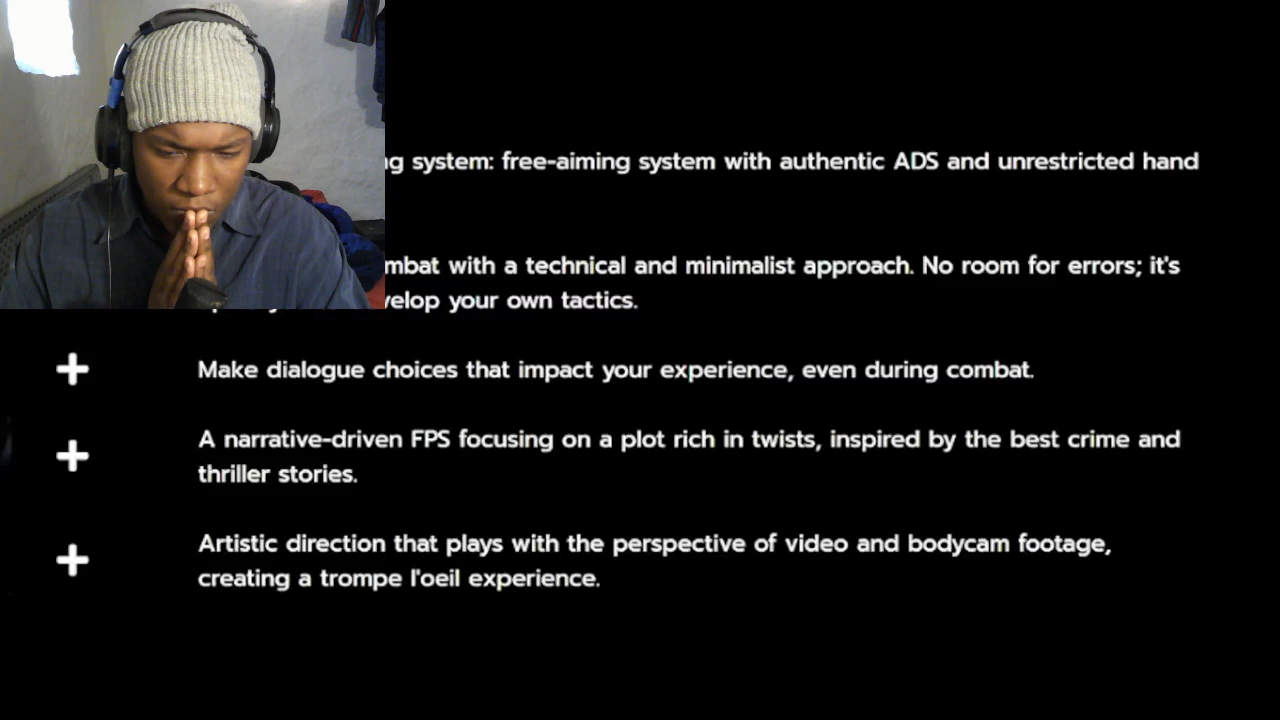 system: free-aiming system with authentic ADS and unrestricted hand
with a technical and minimalist approach. No room for errors; it's
your own tactics.
Make dialogue choices that impact your experience, even during combat.
A narrative-driven FPS focusing on a plot rich in twists, inspired by the best crime and
thriller stories.
Artistic direction that plays with the perspective of video and bodycam footage,
creating a trompe l'oeil experience.